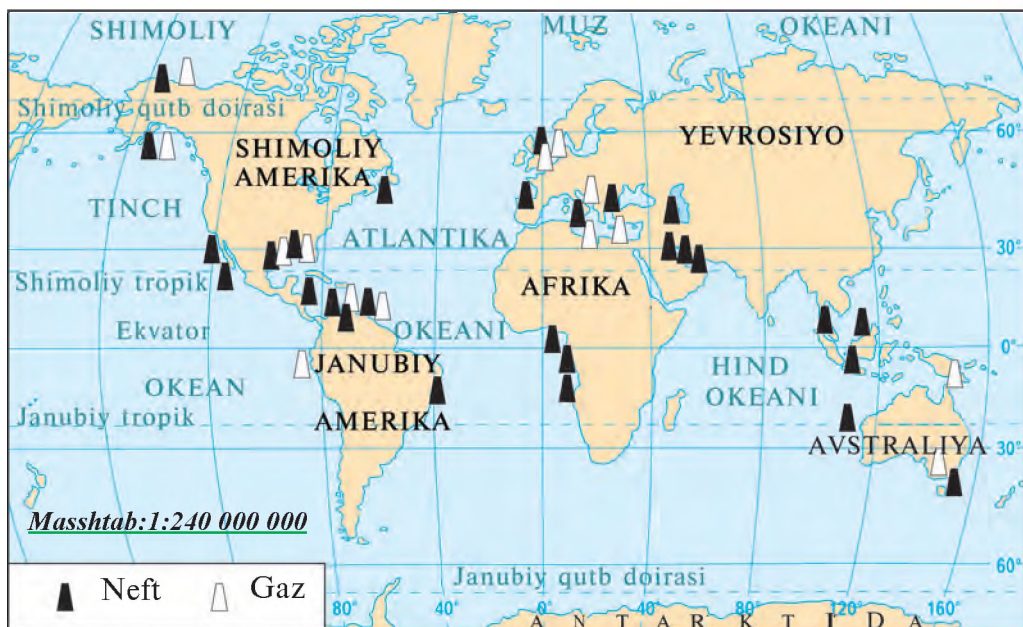 SHIMOLIY MUZ OKEANI
Shimoliy qutb doirasi
60°
YEVROSIYO
SHIMOLIY
AMERIKA
TINCH
ATLANTIKA
30°
Shimoliy tropik
AFRIKA
Ekvator
OKEANI
0°
JANUBIY
HIND
OKEAN
OKEANI
Janubiy tropik
AMERIKA
AVSTRALIYA
30°
Masshtab:1:240 000 000
60°
Janubiy qutb doirasi
Neft Gaz
80° 40° 0° 40° 80° 120° 160°
ANTARKTIDA